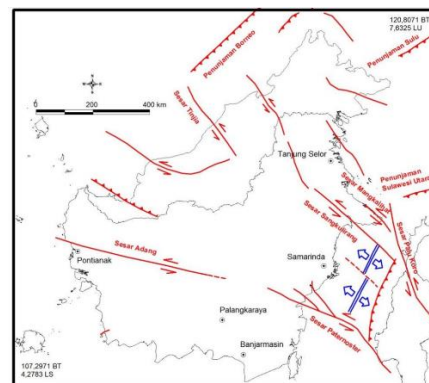 120,8071 BT
7,6325 LU
Penunjaman Borneo
Penunjaman Sulu
0 200 400 km
Sesar Tinjia
Tanjung Selor
Sesar Mangkalihat
Penunjaman
Sulawesi Utara
Sesar Sangkulirang
Sesar Palu Koro
Sesar Adang
Samarinda
Pontianak
Palangkaraya
Sesar Paternoster
Banjarmasin
107,2971 BT
4,2783 LS